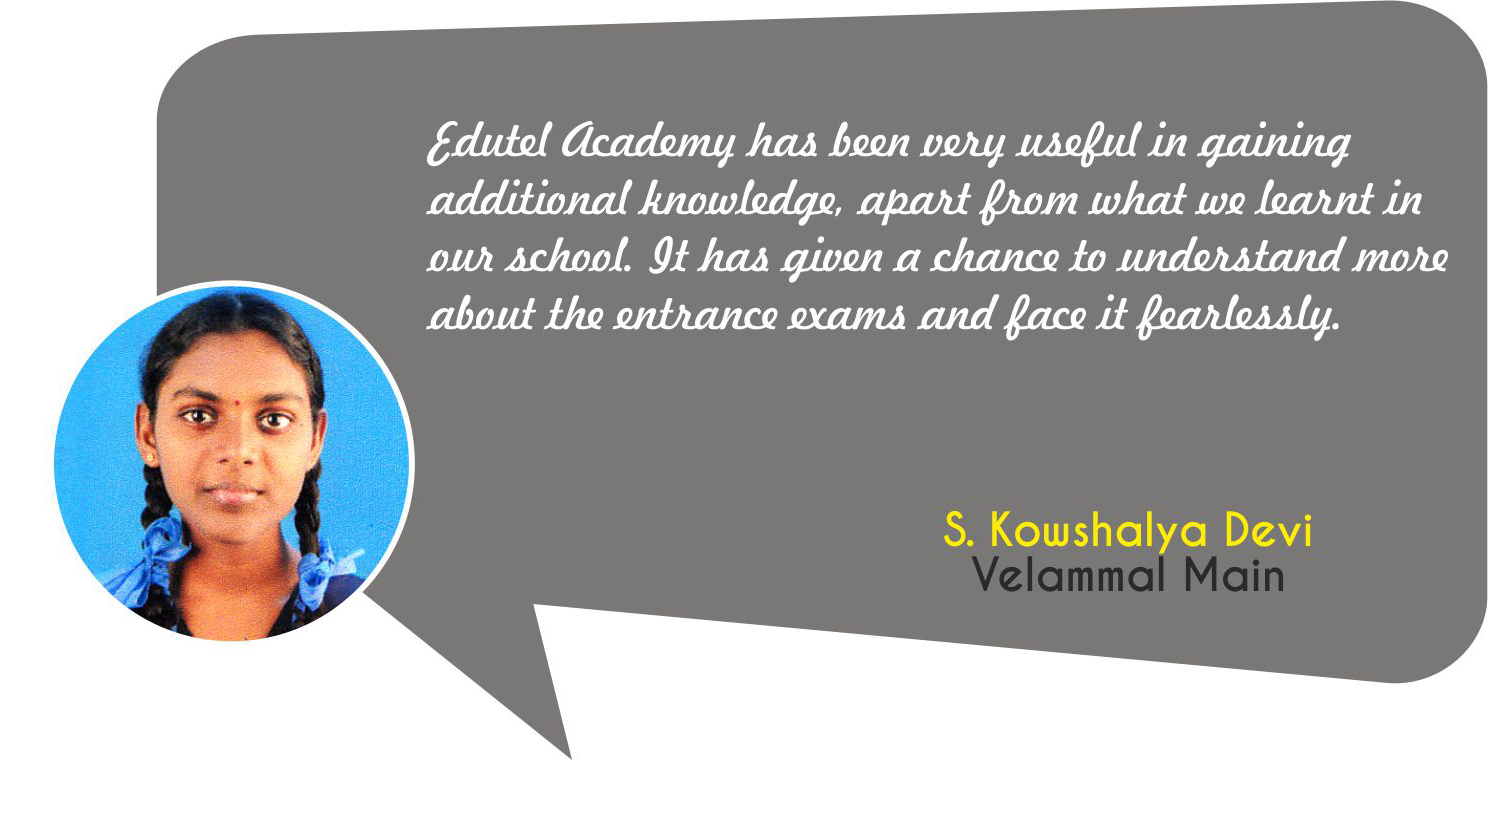 Edutel Academy has been very useful in gaining
additional knowledge, apart from what we learnt in
our school. It has given a chance to understand more
about the entrance exams and face it fearlessly.
S. Kowshalya Devi
Velammal Main